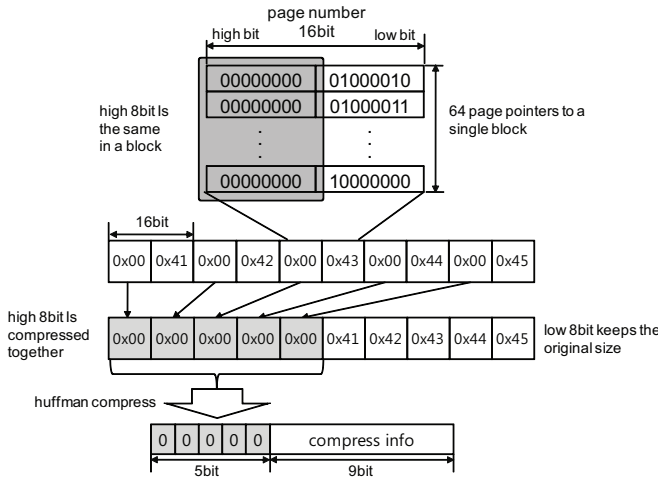 page number
16bit
high bit
low bit
00000000 01000010
00000000 01000011
00000000 10000000
high 8bit Is
the same
in a block
64 page pointers to a
single block
16bit
0x00 0x41 0x00 0x42 0x00 0x43 0x00 0x44 0x00 0x45
high 8bit Is
compressed
together
0x00 0x00 0x00 0x00 0x00 0x41 0x42 0x43 0x44 0x45
low 8bit keeps the
original size
huffman compress
0 0 0 0 0 compress info
5bit
9bit